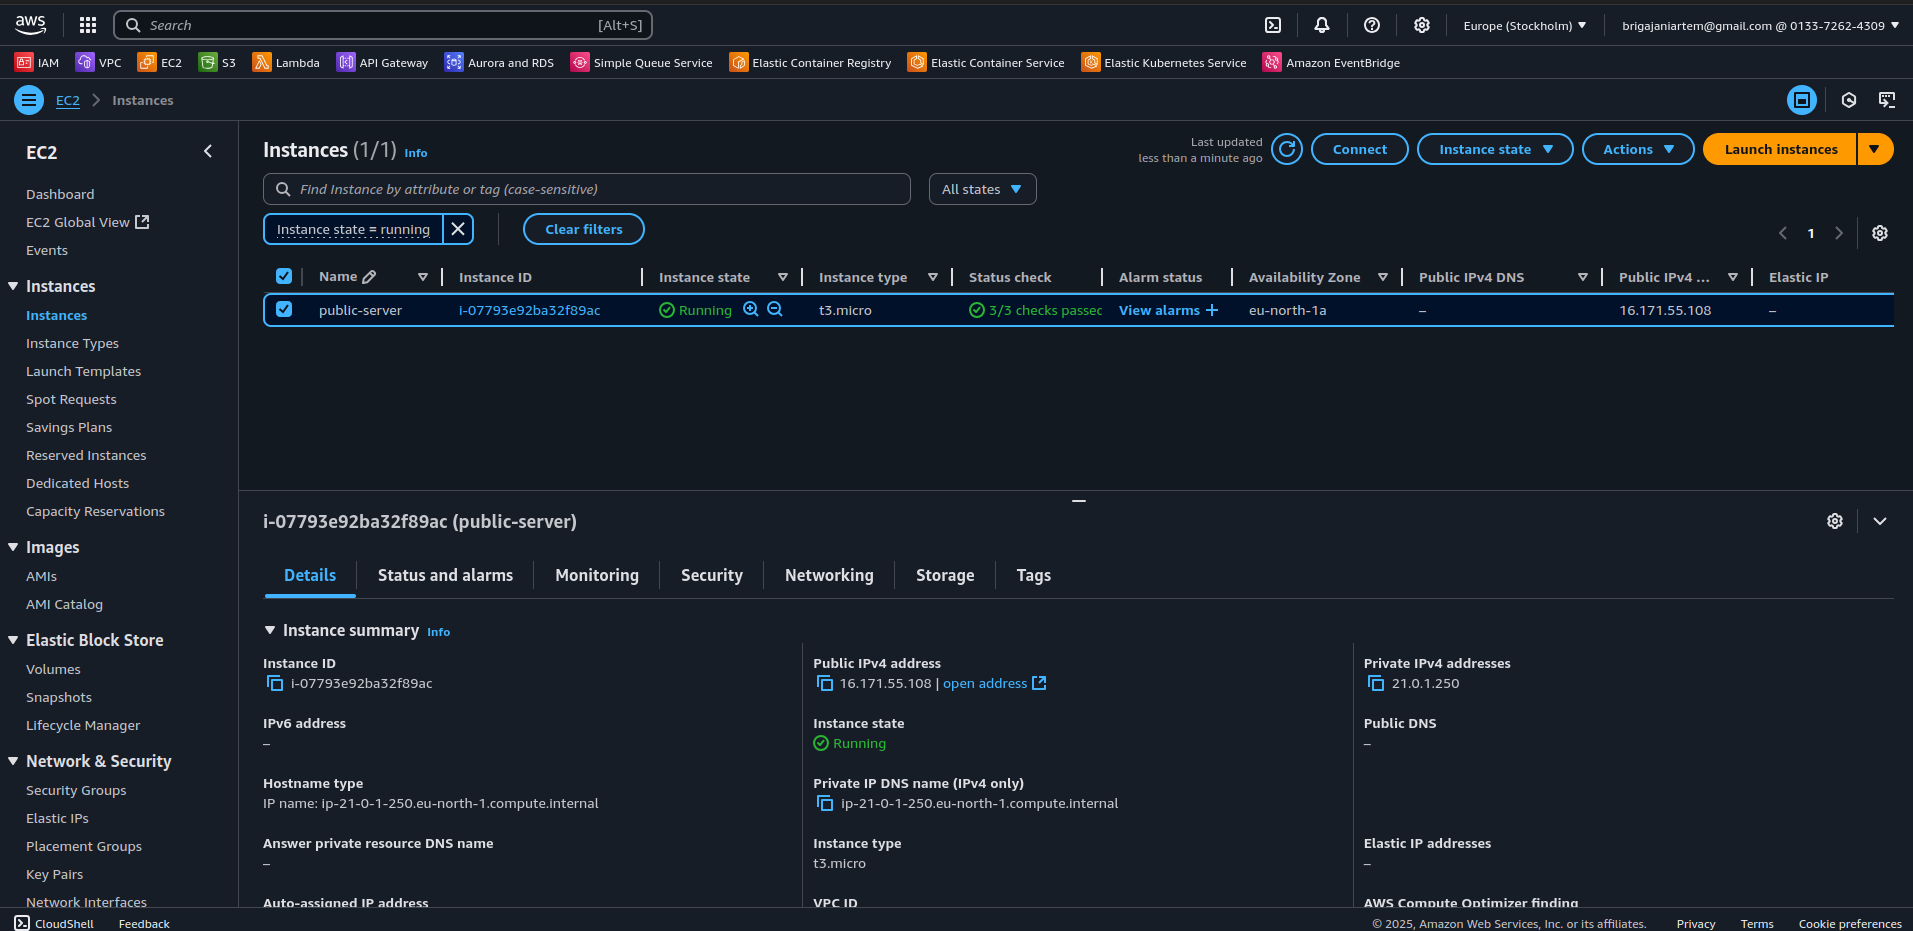 aws
Search [Alt+S]
Europe (Stockholm)
brigajaniartem@gmail.com @ 0133-7262-4309
IAM VPC EC2 S3 Lambda API Gateway Aurora and RDS Simple Queue Service Elastic Container Registry Elastic Container Service Elastic Kubernetes Service Amazon EventBridge
EC2 Instances
EC2
Dashboard
EC2 Global View
Events
Instances
Instances
Instance Types
Launch Templates
Spot Requests
Savings Plans
Reserved Instances
Dedicated Hosts
Capacity Reservations
Images
AMIs
AMI Catalog
Elastic Block Store
Volumes
Snapshots
Lifecycle Manager
Network & Security
Security Groups
Elastic IPs
Placement Groups
Key Pairs
Network Interfaces
Instances (1/1) Info
Last updated
less than a minute ago
Connect Instance state Actions Launch instances
Find Instance by attribute or tag (case-sensitive)
All states
Instance state = running
Clear filters
1
Name Instance ID Instance state Instance type Status check Alarm status Availability Zone Public IPv4 DNS Public IPv4 ... Elastic IP
public-server i-07793e92ba32f89ac Running t3.micro 3/3 checks passec View alarms + eu-north-1a – 16.171.55.108 –
i-07793e92ba32f89ac (public-server)
Details Status and alarms Monitoring Security Networking Storage Tags
Instance summary Info
Instance ID
i-07793e92ba32f89ac
Public IPv4 address
16.171.55.108 | open address
Private IPv4 addresses
21.0.1.250
IPv6 address
–
Instance state
Running
Public DNS
–
Hostname type
IP name: ip-21-0-1-250.eu-north-1.compute.internal
Private IP DNS name (IPv4 only)
ip-21-0-1-250.eu-north-1.compute.internal
Answer private resource DNS name
–
Instance type
t3.micro
Elastic IP addresses
–
Auto-assigned IP address
VPC ID
AWS Compute Optimizer finding
CloudShell Feedback
© 2025, Amazon Web Services, Inc. or its affiliates. Privacy Terms Cookie preferences